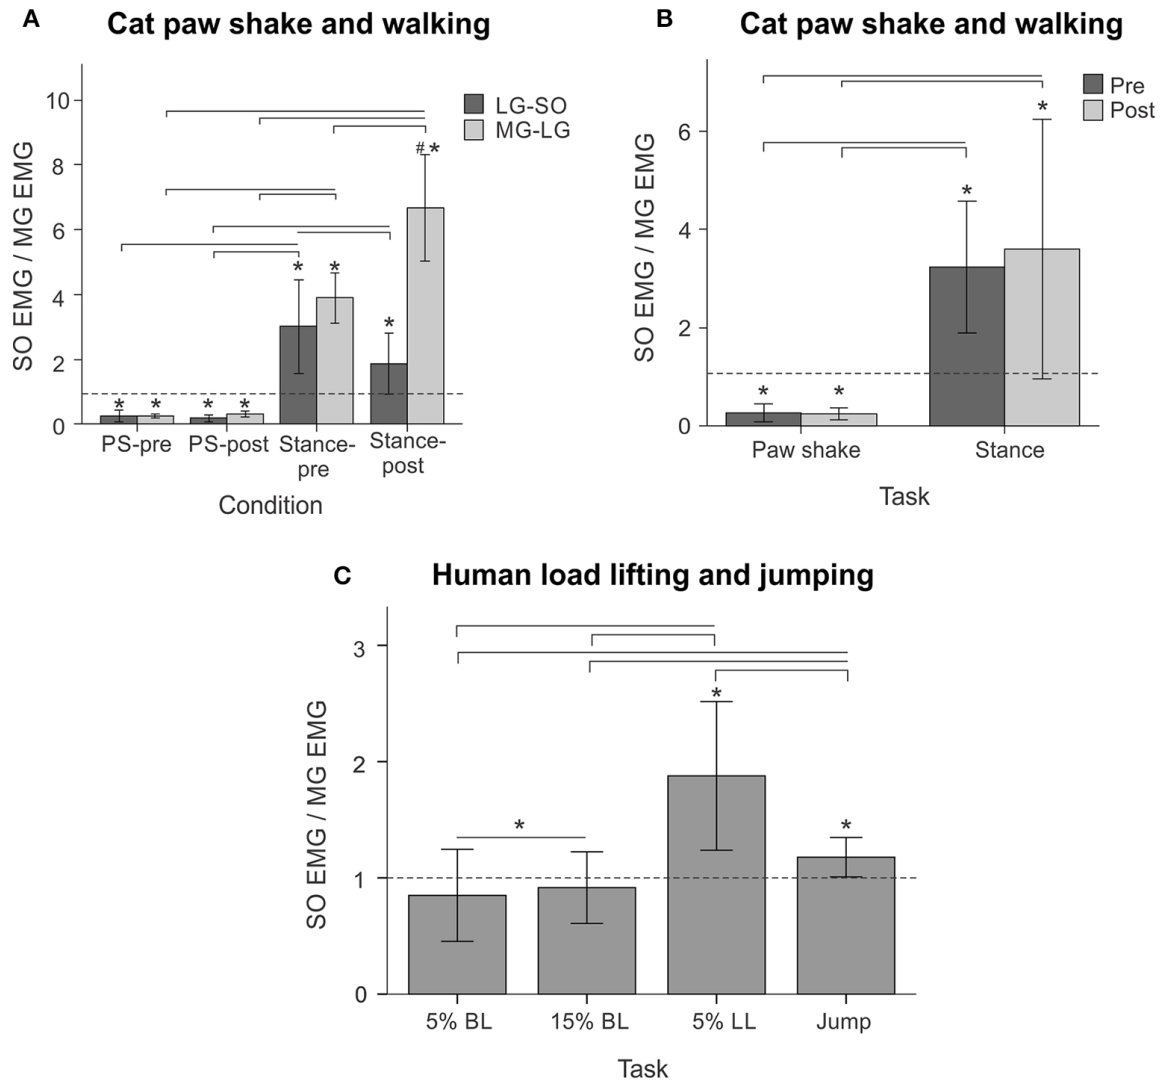 A
Cat paw shake and walking
SO EMG / MG EMG
10
8
6
4
2
0
LG-SO
MG-LG
# *
* *
*
* * * *
PS-pre PS-post Stance-pre Stance-post
Condition
B
Cat paw shake and walking
SO EMG / MG EMG
6
4
2
0
Pre
Post
*
*
* *
Paw shake Stance
Task
C
Human load lifting and jumping
SO EMG / MG EMG
3
2
1
0
*
* *
5% BL 15% BL 5% LL Jump
Task